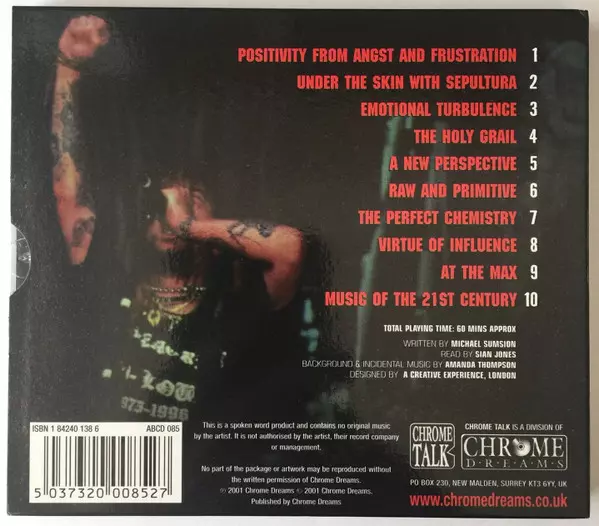 POSITIVITY FROM ANGST AND FRUSTRATION 1
UNDER THE SKIN WITH SEPULTURA 2
EMOTIONAL TURBULENCE 3
THE HOLY GRAIL 4
A NEW PERSPECTIVE 5
RAW AND PRIMITIVE 6
THE PERFECT CHEMISTRY 7
VIRTUE OF INFLUENCE 8
AT THE MAX 9
MUSIC OF THE 21ST CENTURY 10
TOTAL PLAYING TIME: 60 MINS APPROX
WRITTEN BY MICHAEL SUMSION
READ BY SIAN JONES
BACKGROUND & INCIDENTAL MUSIC BY AMANDA THOMPSON
DESIGNED BY A CREATIVE EXPERIENCE, LONDON
1973-1996
ISBN 1 84240 138 6 ABCD 085
5 037320 008527
This is a spoken word product and contains no original music
by the artist. It is not authorised by the artist, their record company
or management.
No part of the package or artwork may be reproduced without
the written permission of Chrome Dreams.
℗ 2001 Chrome Dreams © 2001 Chrome Dreams.
Published by Chrome Dreams
CHROME
TALK
CHROME TALK IS A DIVISION OF
CHROME
DREAMS
PO BOX 230, NEW MALDEN, SURREY KT3 6YY, UK
www.chromedreams.co.uk